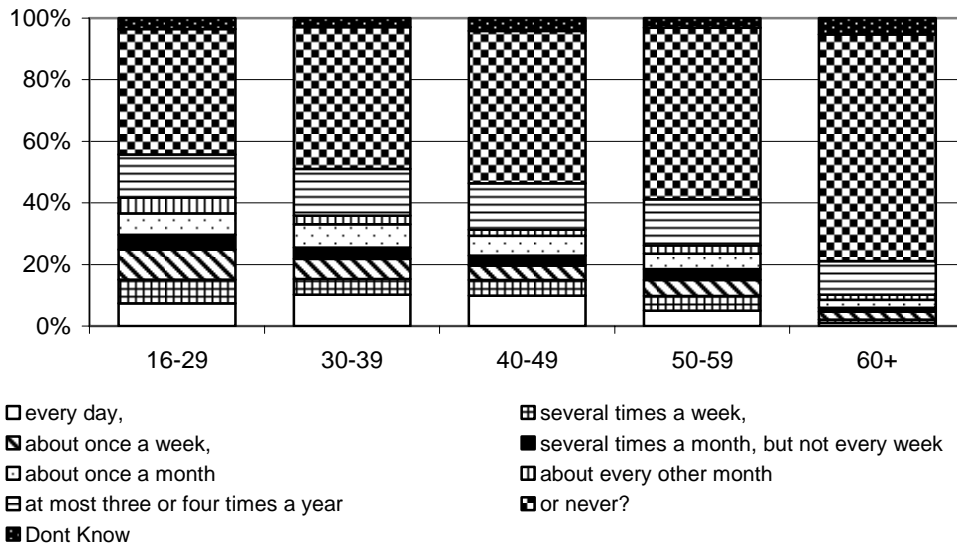 100%
80%
60%
40%
20%
0%
16-29 30-39 40-49 50-59 60+
every day, several times a week,
about once a week, several times a month, but not every week
about once a month about every other month
at most three or four times a year or never?
Dont Know